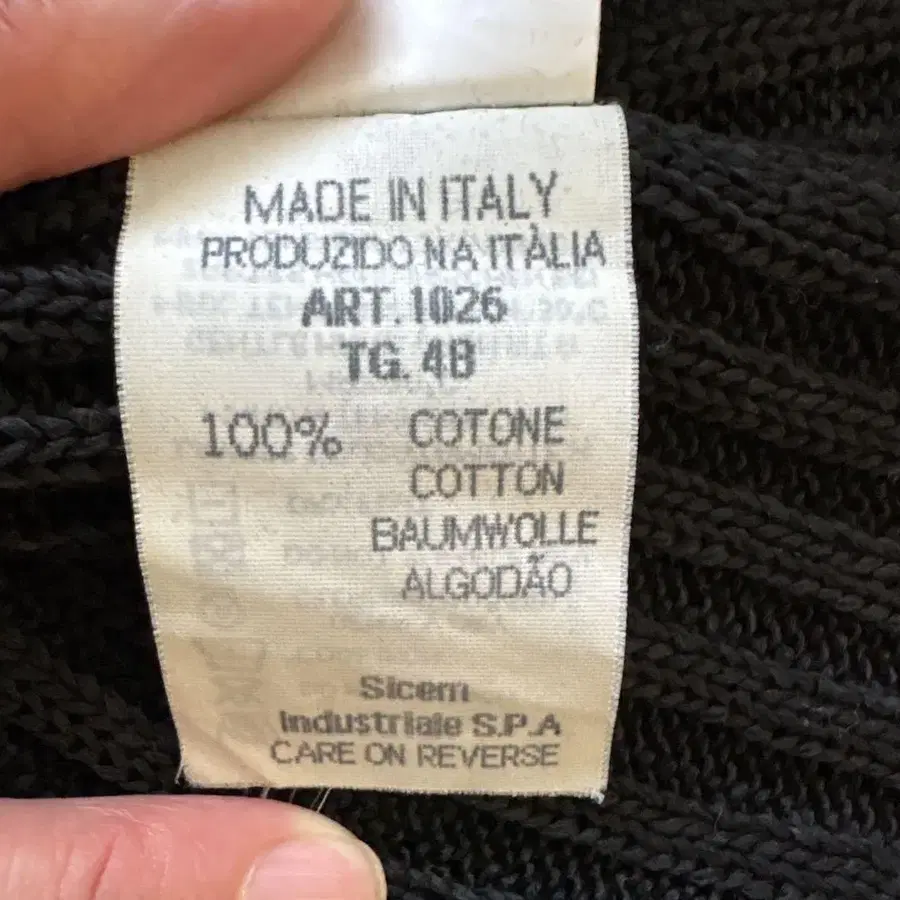 MADE IN ITALY
PRODUZIDO NA ITÀLIA
ART. 1026
TG. 48
100% COTONE
COTTON
BAUMWOLLE
ALGODÃO
Sicem
Industriale S.P.A
CARE ON REVERSE